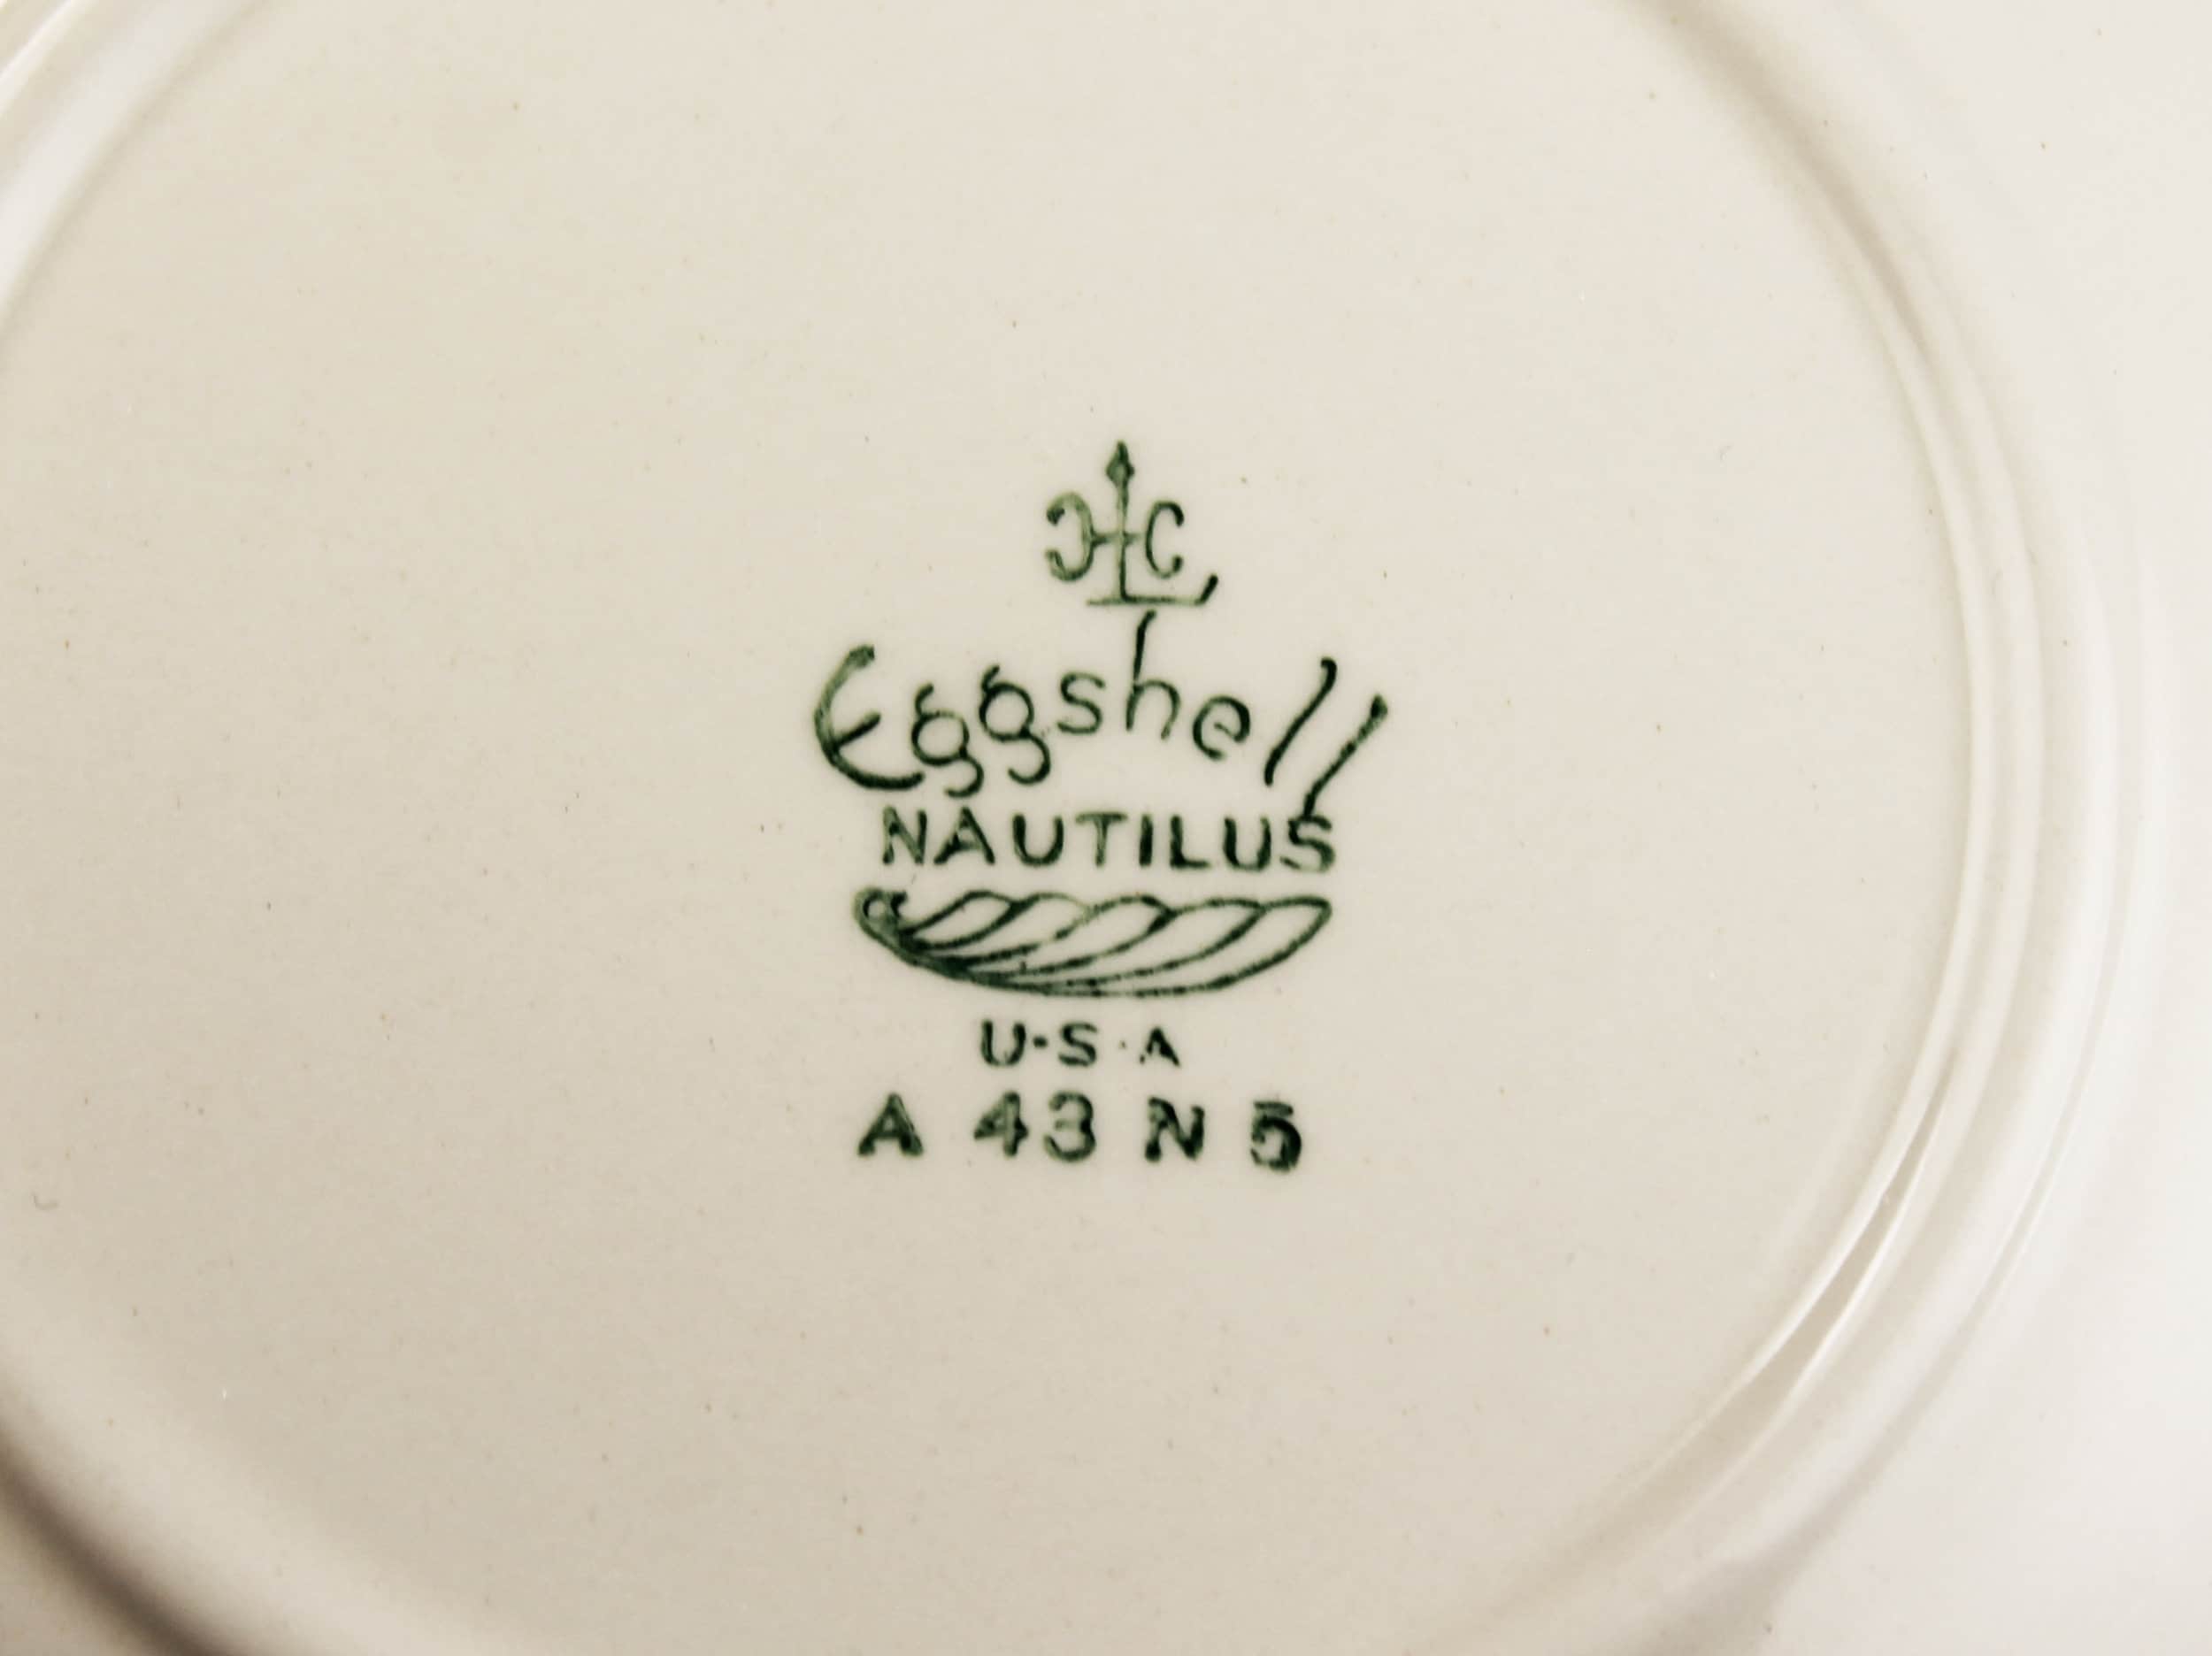 HLC
Eggshell
NAUTILUS
U·S·A
A 43 N 5